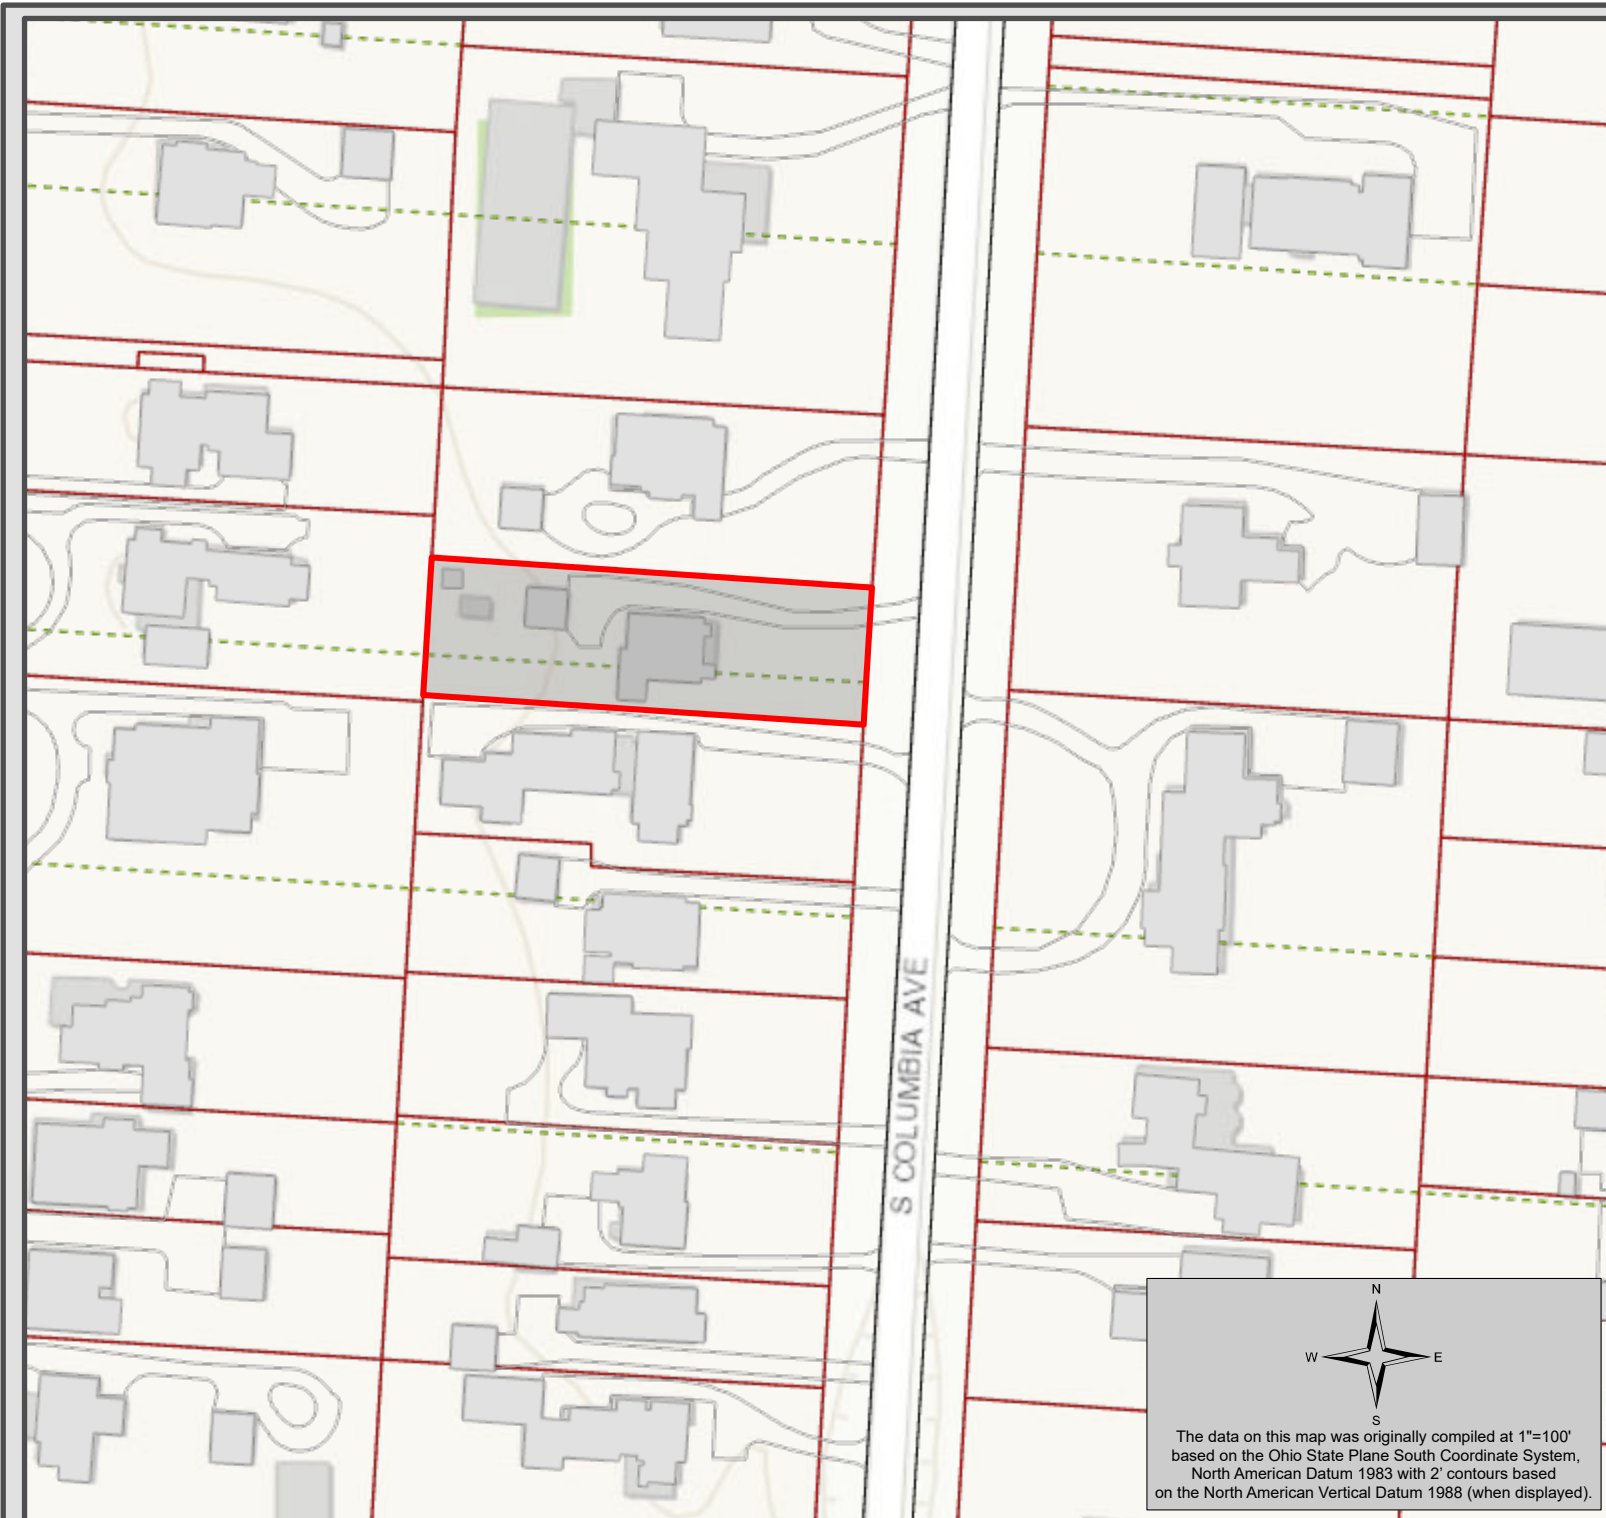 S COLUMBIA AVE
N
W E
S
The data on this map was originally compiled at 1"=100'
based on the Ohio State Plane South Coordinate System,
North American Datum 1983 with 2' contours based
on the North American Vertical Datum 1988 (when displayed).